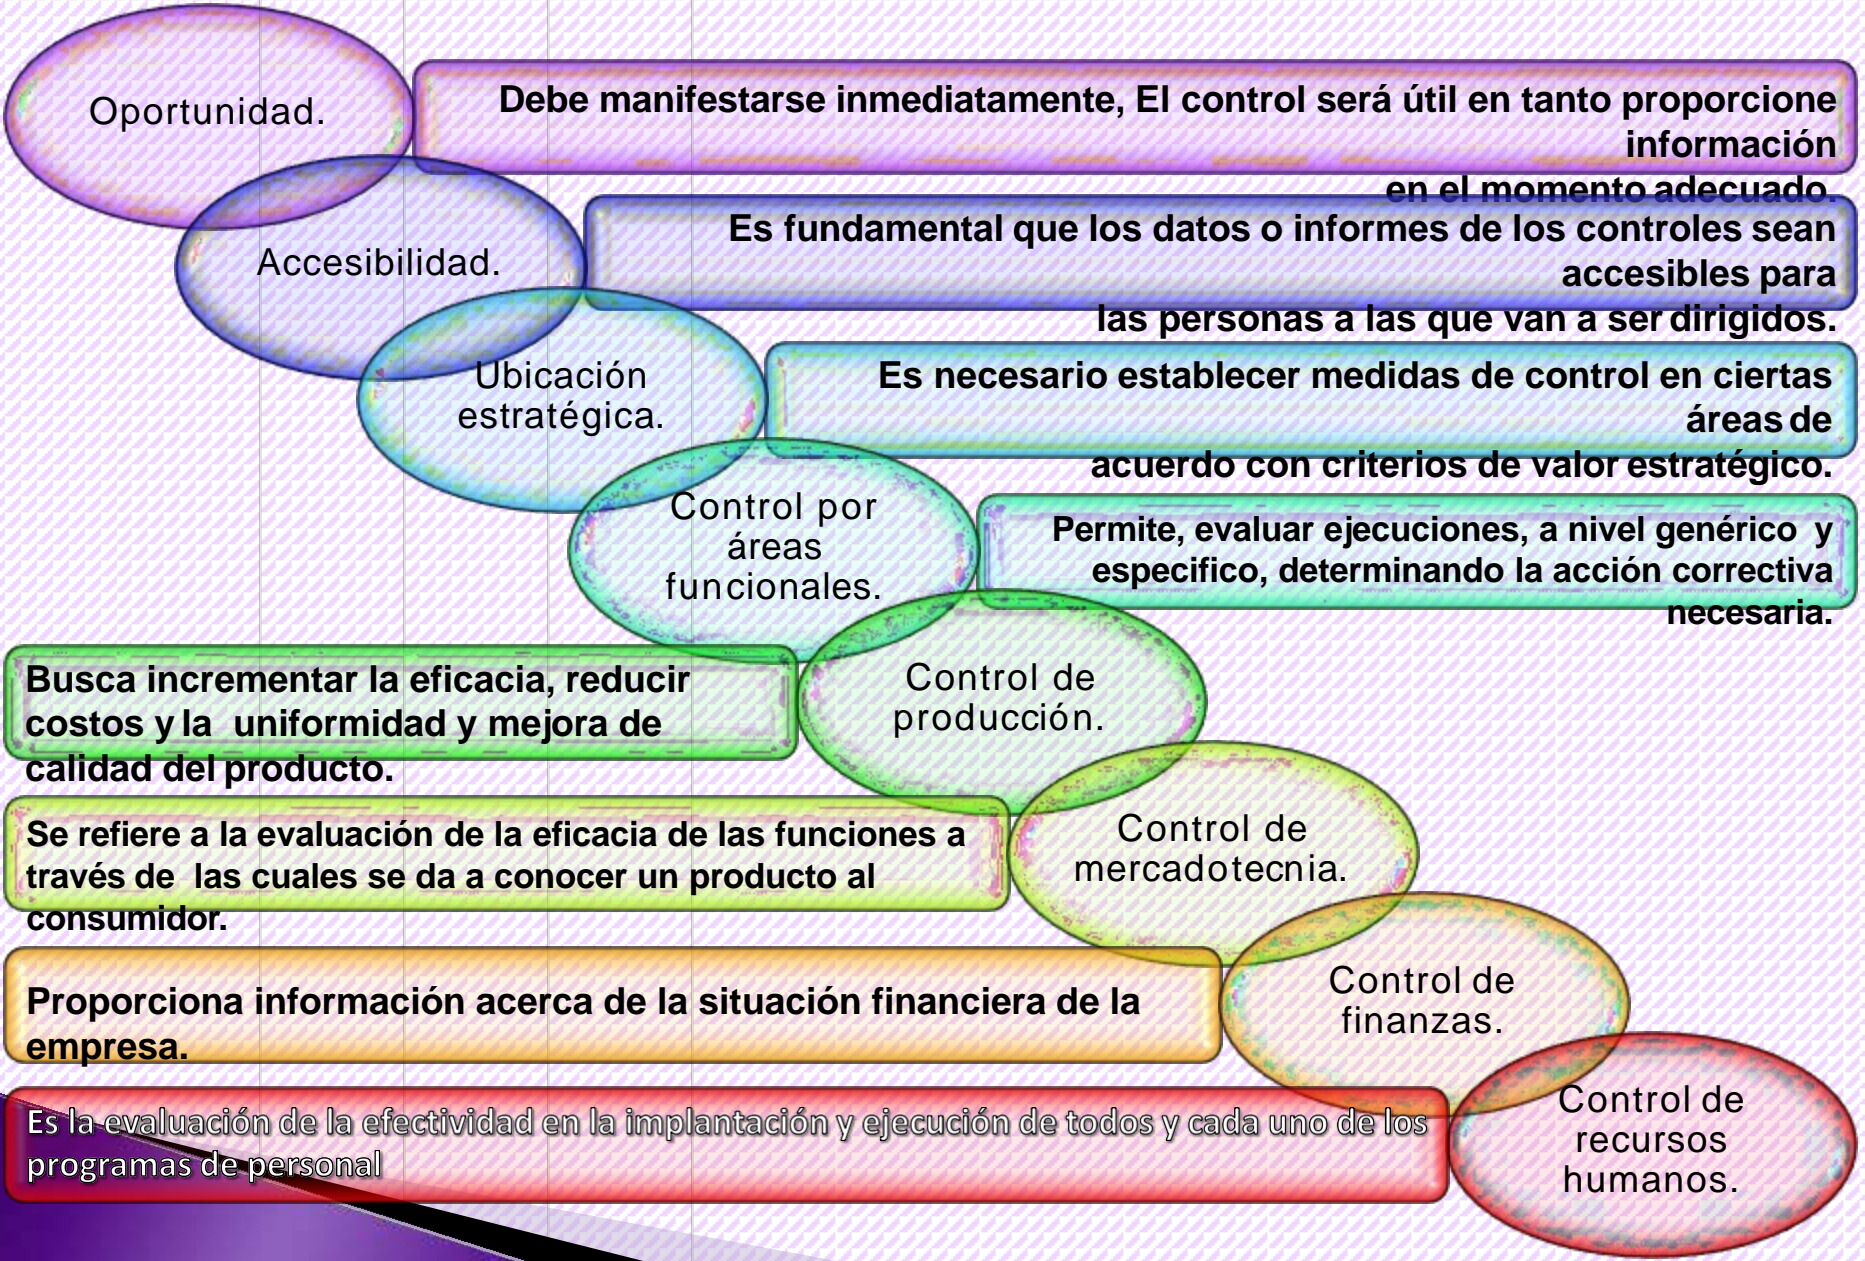 Oportunidad.
Debe manifestarse inmediatamente, El control será útil en tanto proporcione
información
en el momento adecuado.
Accesibilidad.
Es fundamental que los datos o informes de los controles sean
accesibles para
las personas a las que van a ser dirigidos.
Ubicación
estratégica.
Es necesario establecer medidas de control en ciertas
áreas de
acuerdo con criterios de valor estratégico.
Control por
áreas
funcionales.
Permite, evaluar ejecuciones, a nivel genérico y
especifico, determinando la acción correctiva
necesaria.
Control de
producción.
Busca incrementar la eficacia, reducir
costos y la uniformidad y mejora de
calidad del producto.
Control de
mercadotecnia.
Se refiere a la evaluación de la eficacia de las funciones a
través de las cuales se da a conocer un producto al
consumidor.
Control de
finanzas.
Proporciona información acerca de la situación financiera de la
empresa.
Control de
recursos
humanos.
Es la evaluación de la efectividad en la implantación y ejecución de todos y cada uno de los
programas de personal